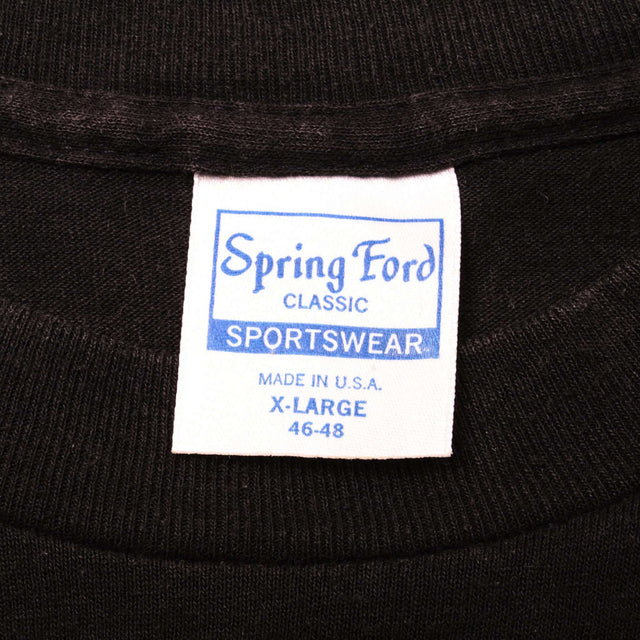 Spring Ford
CLASSIC
SPORTSWEAR
MADE IN U.S.A.
X-LARGE
46-48